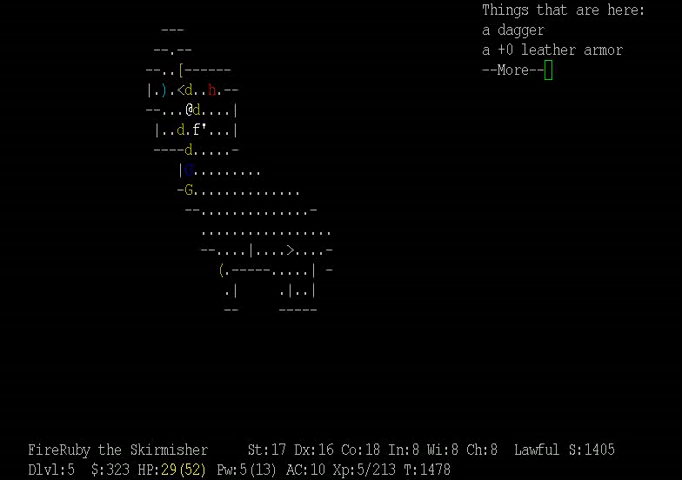 Things that are here:
a dagger
a +0 leather armor
--More--
---
--.--
--..[------
|.).<d..h.--
--...@d....|
|..d.f'...|
----d.....-
|.........
-G.............
--.............-
.................
--....|....>....-
(.-----.....| -
.| .|..|
-- -----
FireRuby the Skirmisher St:17 Dx:16 Co:18 In:8 Wi:8 Ch:8 Lawful S:1405
Dlvl:5 $:323 HP:29(52) Pw:5(13) AC:10 Xp:5/213 T:1478